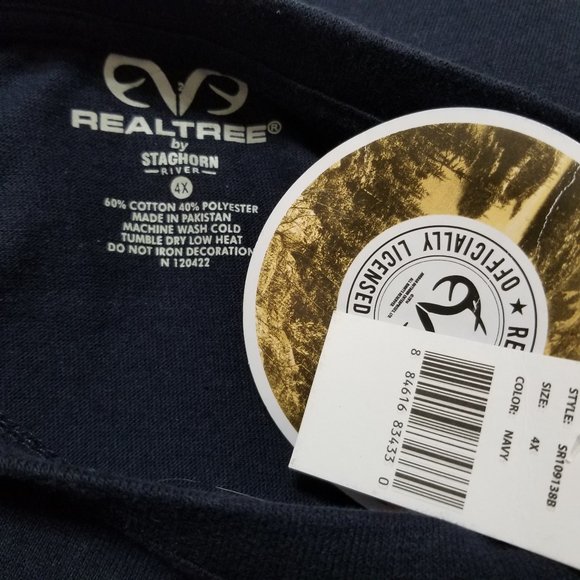 REALTREE®
by
STAGHORN
RIVER
4X
60% COTTON 40% POLYESTER
MADE IN PAKISTAN
MACHINE WASH COLD
TUMBLE DRY LOW HEAT
DO NOT IRON DECORATION
N 120422
OFFICIALLY LICENSED
★ RE
STYLE: SR109138B
SIZE: 4X
COLOR: NAVY
8 84616 83433 0